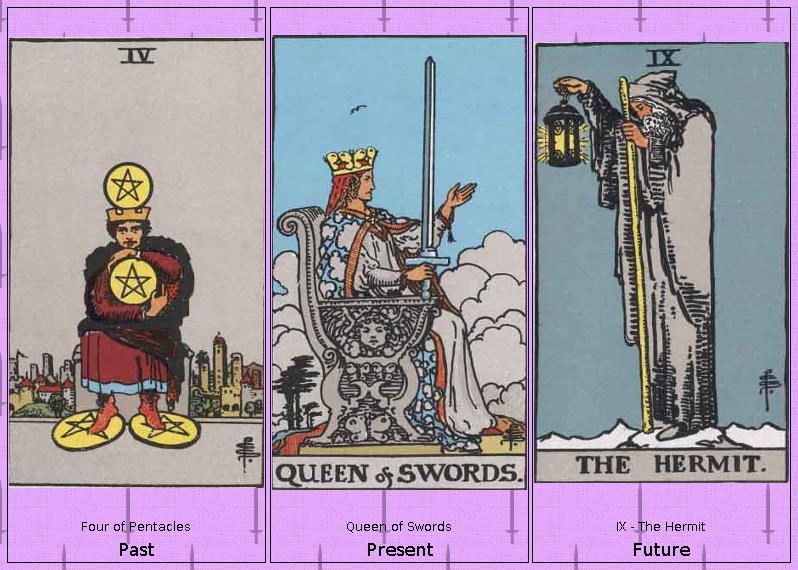 IV
Four of Pentacles
Past
QUEEN of SWORDS.
Queen of Swords
Present
IX
THE HERMIT.
IX - The Hermit
Future